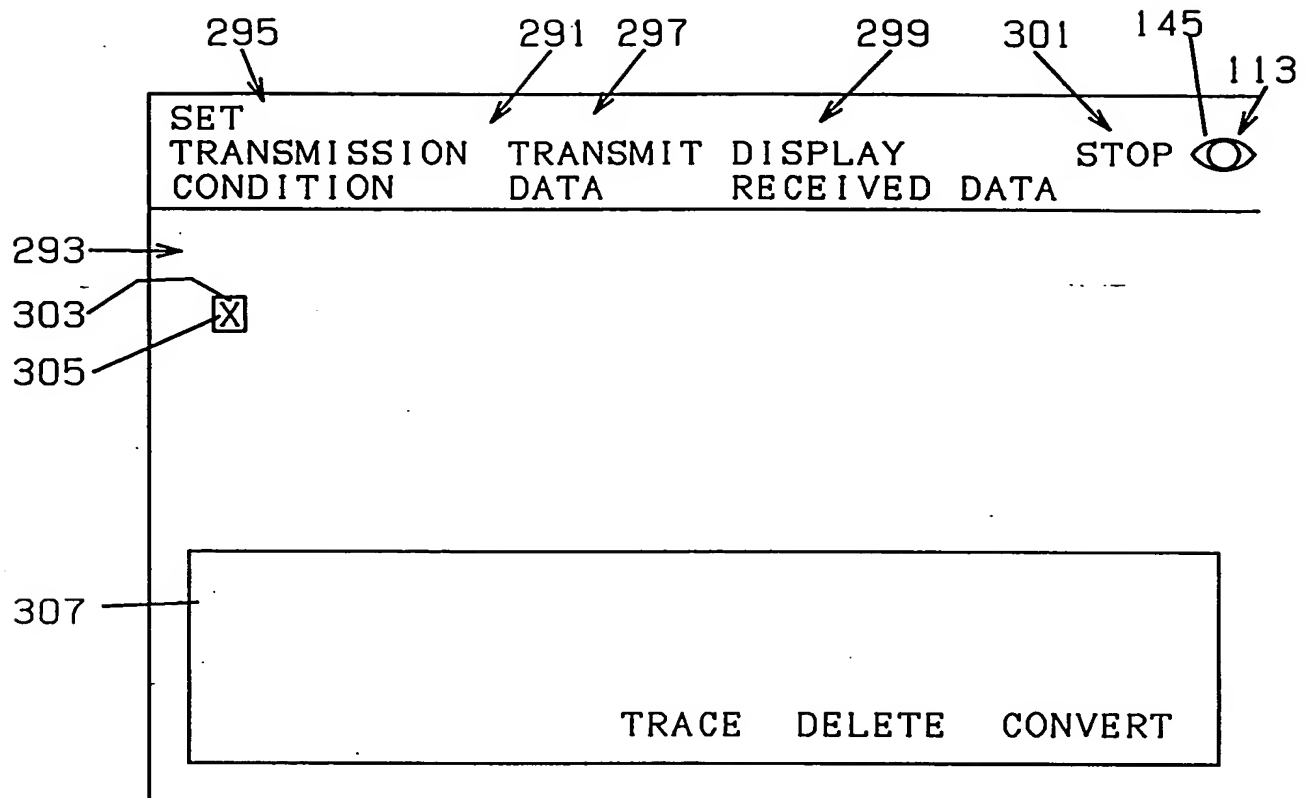 295 291 297 299 301 145
113
SET
TRANSMISSION TRANSMIT DISPLAY STOP
CONDITION DATA RECEIVED DATA
293
303 X
305
307
TRACE DELETE CONVERT